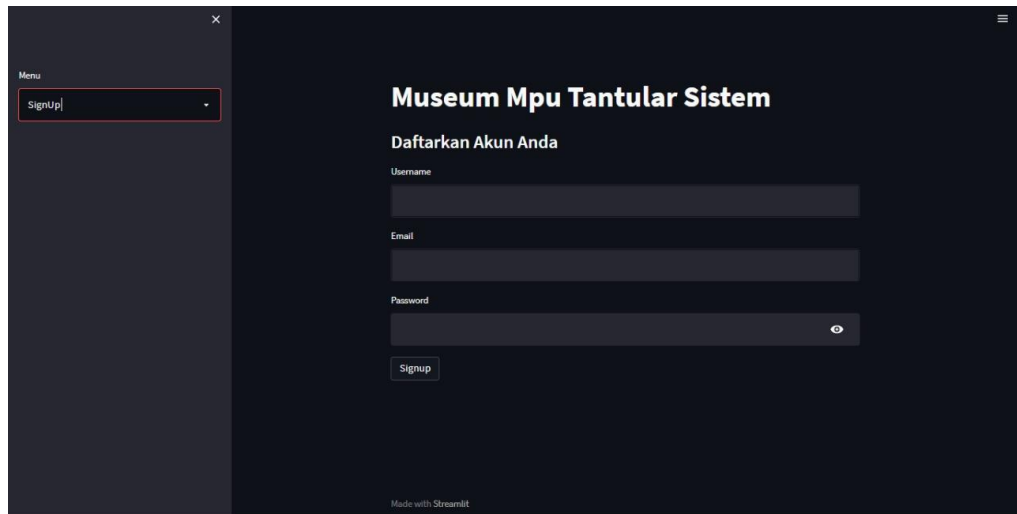 Menu
SignUp
Museum Mpu Tantular Sistem
Daftarkan Akun Anda
Username
Email
Password
Signup
Made with Streamlit